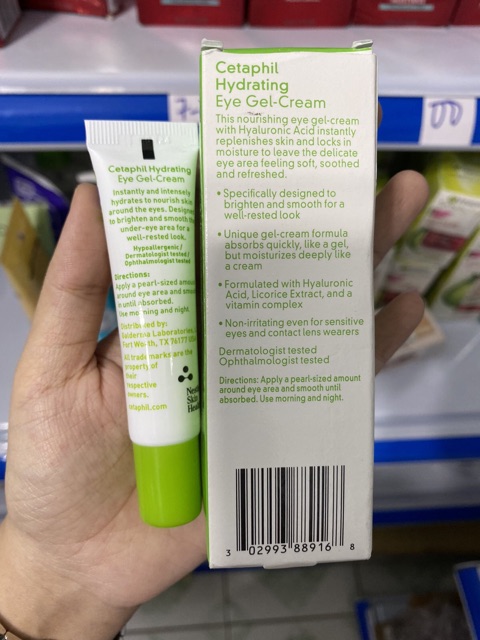 Cetaphil Hydrating
Eye Gel-Cream
Instantly and intensely
hydrates to nourish skin
around the eyes. Designed
to brighten and smooth the
under-eye area for a
well-rested look.
Hypoallergenic/
Dermatologist tested/
Ophthalmologist tested
Directions:
Apply a pearl-sized amount
around eye area and smooth
in until absorbed.
Use morning and night.
Distributed by:
Galderma Laboratories
Fort Worth, TX 76177 USA
All trademarks are the
property of
their
respective
owners.
cetaphil.com
Skin
Cetaphil
Hydrating
Eye Gel-Cream
This nourishing eye gel-cream
with Hyaluronic Acid instantly
replenishes skin and locks in
moisture to leave the delicate
eye area feeling soft, soothed
and refreshed.
• Specifically designed to
brighten and smooth for a
well-rested look
• Unique gel-cream formula
absorbs quickly, like a gel,
but moisturizes deeply like
a cream
• Formulated with Hyaluronic
Acid, Licorice Extract, and a
vitamin complex
• Non-irritating even for sensitive
eyes and contact lens wearers
Dermatologist tested
Ophthalmologist tested
Directions: Apply a pearl-sized amount
around eye area and smooth until
absorbed. Use morning and night.
3 02993 88916 8